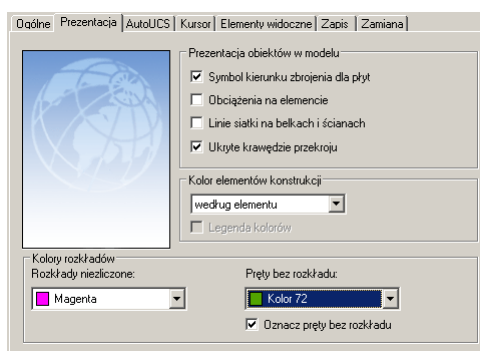 Ogólne Prezentacja AutoUCS Kursor Elementy widoczne Zapis Zamiana
Prezentacja obiektów w modelu
Symbol kierunku zbrojenia dla płyt
Obciążenia na elemencie
Linie siatki na belkach i ścianach
Ukryte krawędzie przekroju
Kolor elementów konstrukcji
według elementu
Legenda kolorów
Kolory rozkładów
Rozkłady niezliczone: Pręty bez rozkładu:
Magenta Kolor 72
Oznacz pręty bez rozkładu